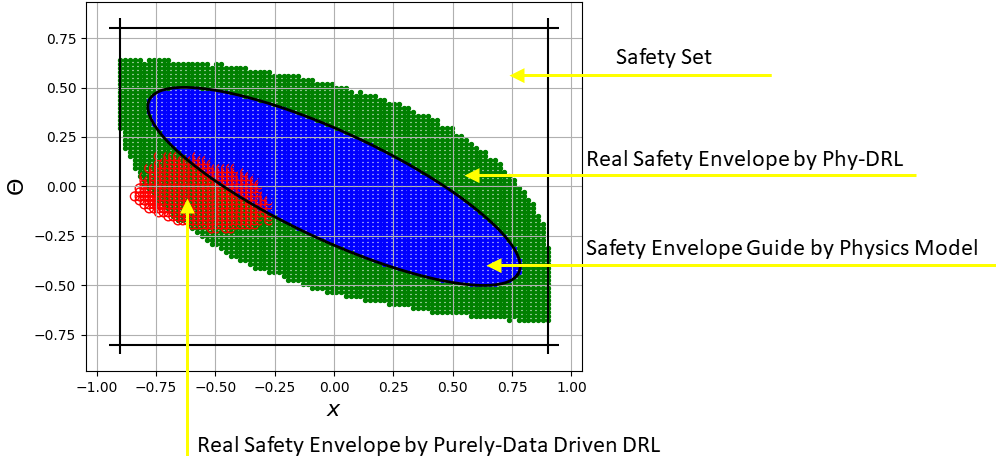 0.75
Safety Set
0.50
0.25
Real Safety Envelope by Phy-DRL
0.00
Θ
−0.25
Safety Envelope Guide by Physics Model
−0.50
−0.75
−1.00 −0.75 −0.50 −0.25 0.00 0.25 0.50 0.75 1.00
x
Real Safety Envelope by Purely-Data Driven DRL